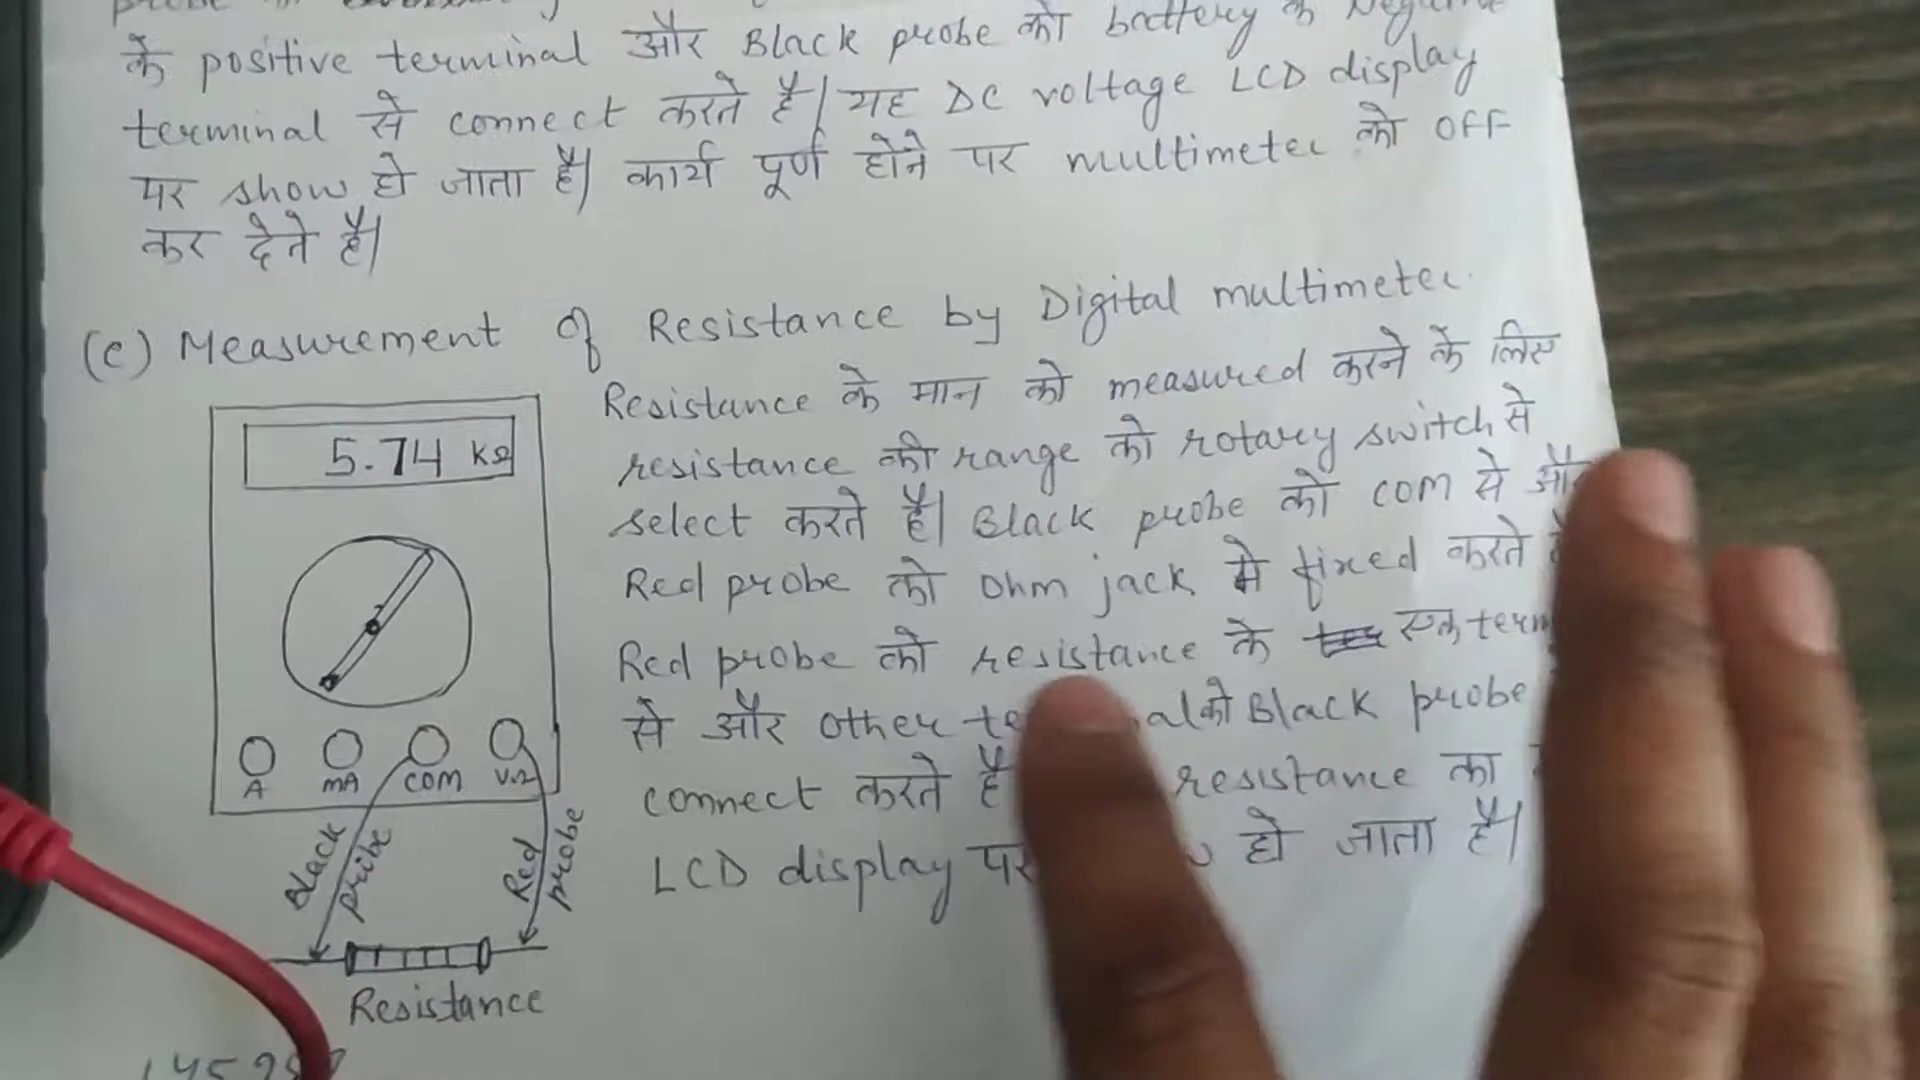 के positive terminal और Black probe को battery के
terminal से connect करते है। यह DC voltage LCD display
पर show हो जाता है। कार्य पूर्ण होने पर multimeter को OFF
कर देते है।
(C) Measurement of Resistance by Digital multimeter
Resistance के मान को measured करने के लिए
resistance की range को rotary switch से
select करते है। Black probe को COM से और
Red probe को Ohm jack मे fixed करते
Red probe को resistance के एक
से और other को Black probe
connect करते है resistance का
LCD display पर हो जाता है।
5.74 kΩ
A mA COM VΩ
Black probe
Red probe
Resistance